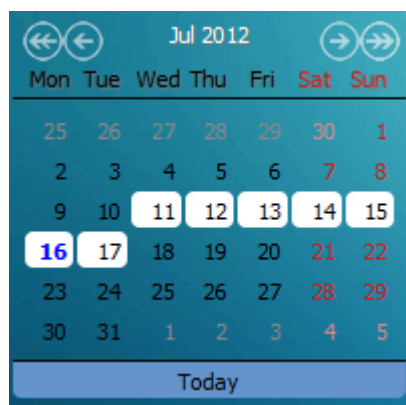 Jul 2012
Mon Tue Wed Thu Fri Sat Sun
25 26 27 28 29 30 1
2 3 4 5 6 7 8
9 10 11 12 13 14 15
16 17 18 19 20 21 22
23 24 25 26 27 28 29
30 31 1 2 3 4 5
Today